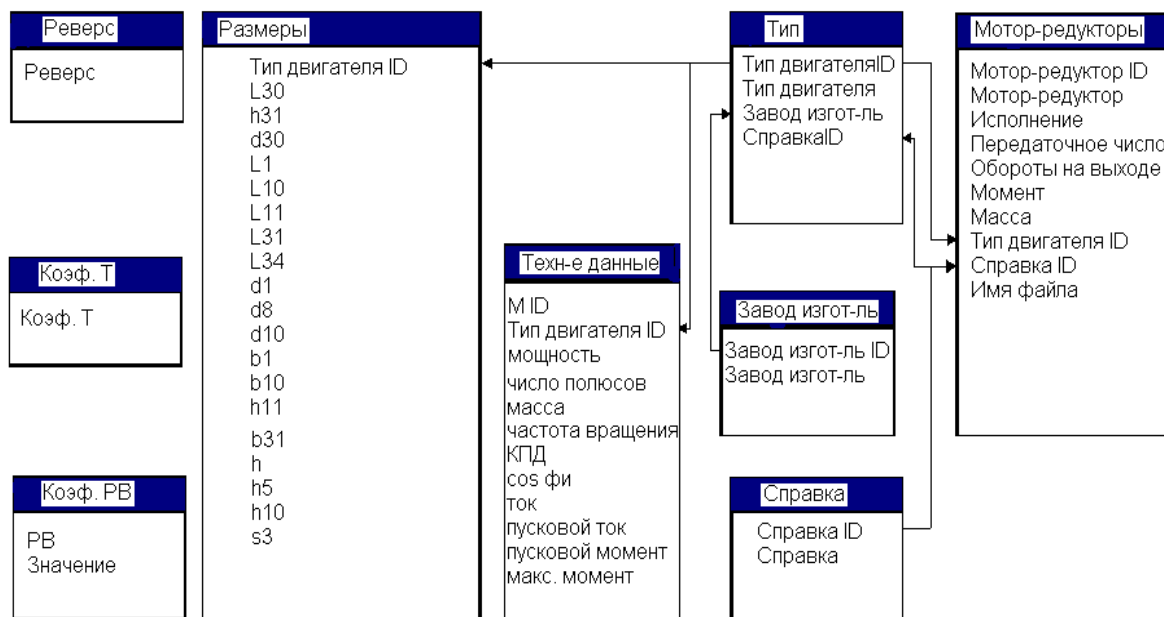 Реверс
Реверс
Коэф. Т
Коэф. Т
Коэф. РВ
РВ
Значение
Размеры
Тип двигателя ID
L30
h31
d30
L1
L10
L11
L31
L34
d1
d8
d10
b1
b10
h11
b31
h
h5
h10
s3
Техн-е данные
М ID
Тип двигателя ID
мощность
число полюсов
масса
частота вращения
КПД
cos фи
ток
пусковой ток
пусковой момент
макс. момент
Тип
Тип двигателяID
Тип двигателя
Завод изгот-ль
СправкаID
Завод изгот-ль
Завод изгот-ль ID
Завод изгот-ль
Справка
Справка ID
Справка
Мотор-редукторы
Мотор-редуктор ID
Мотор-редуктор
Исполнение
Передаточное число
Обороты на выходе
Момент
Масса
Тип двигателя ID
Справка ID
Имя файла